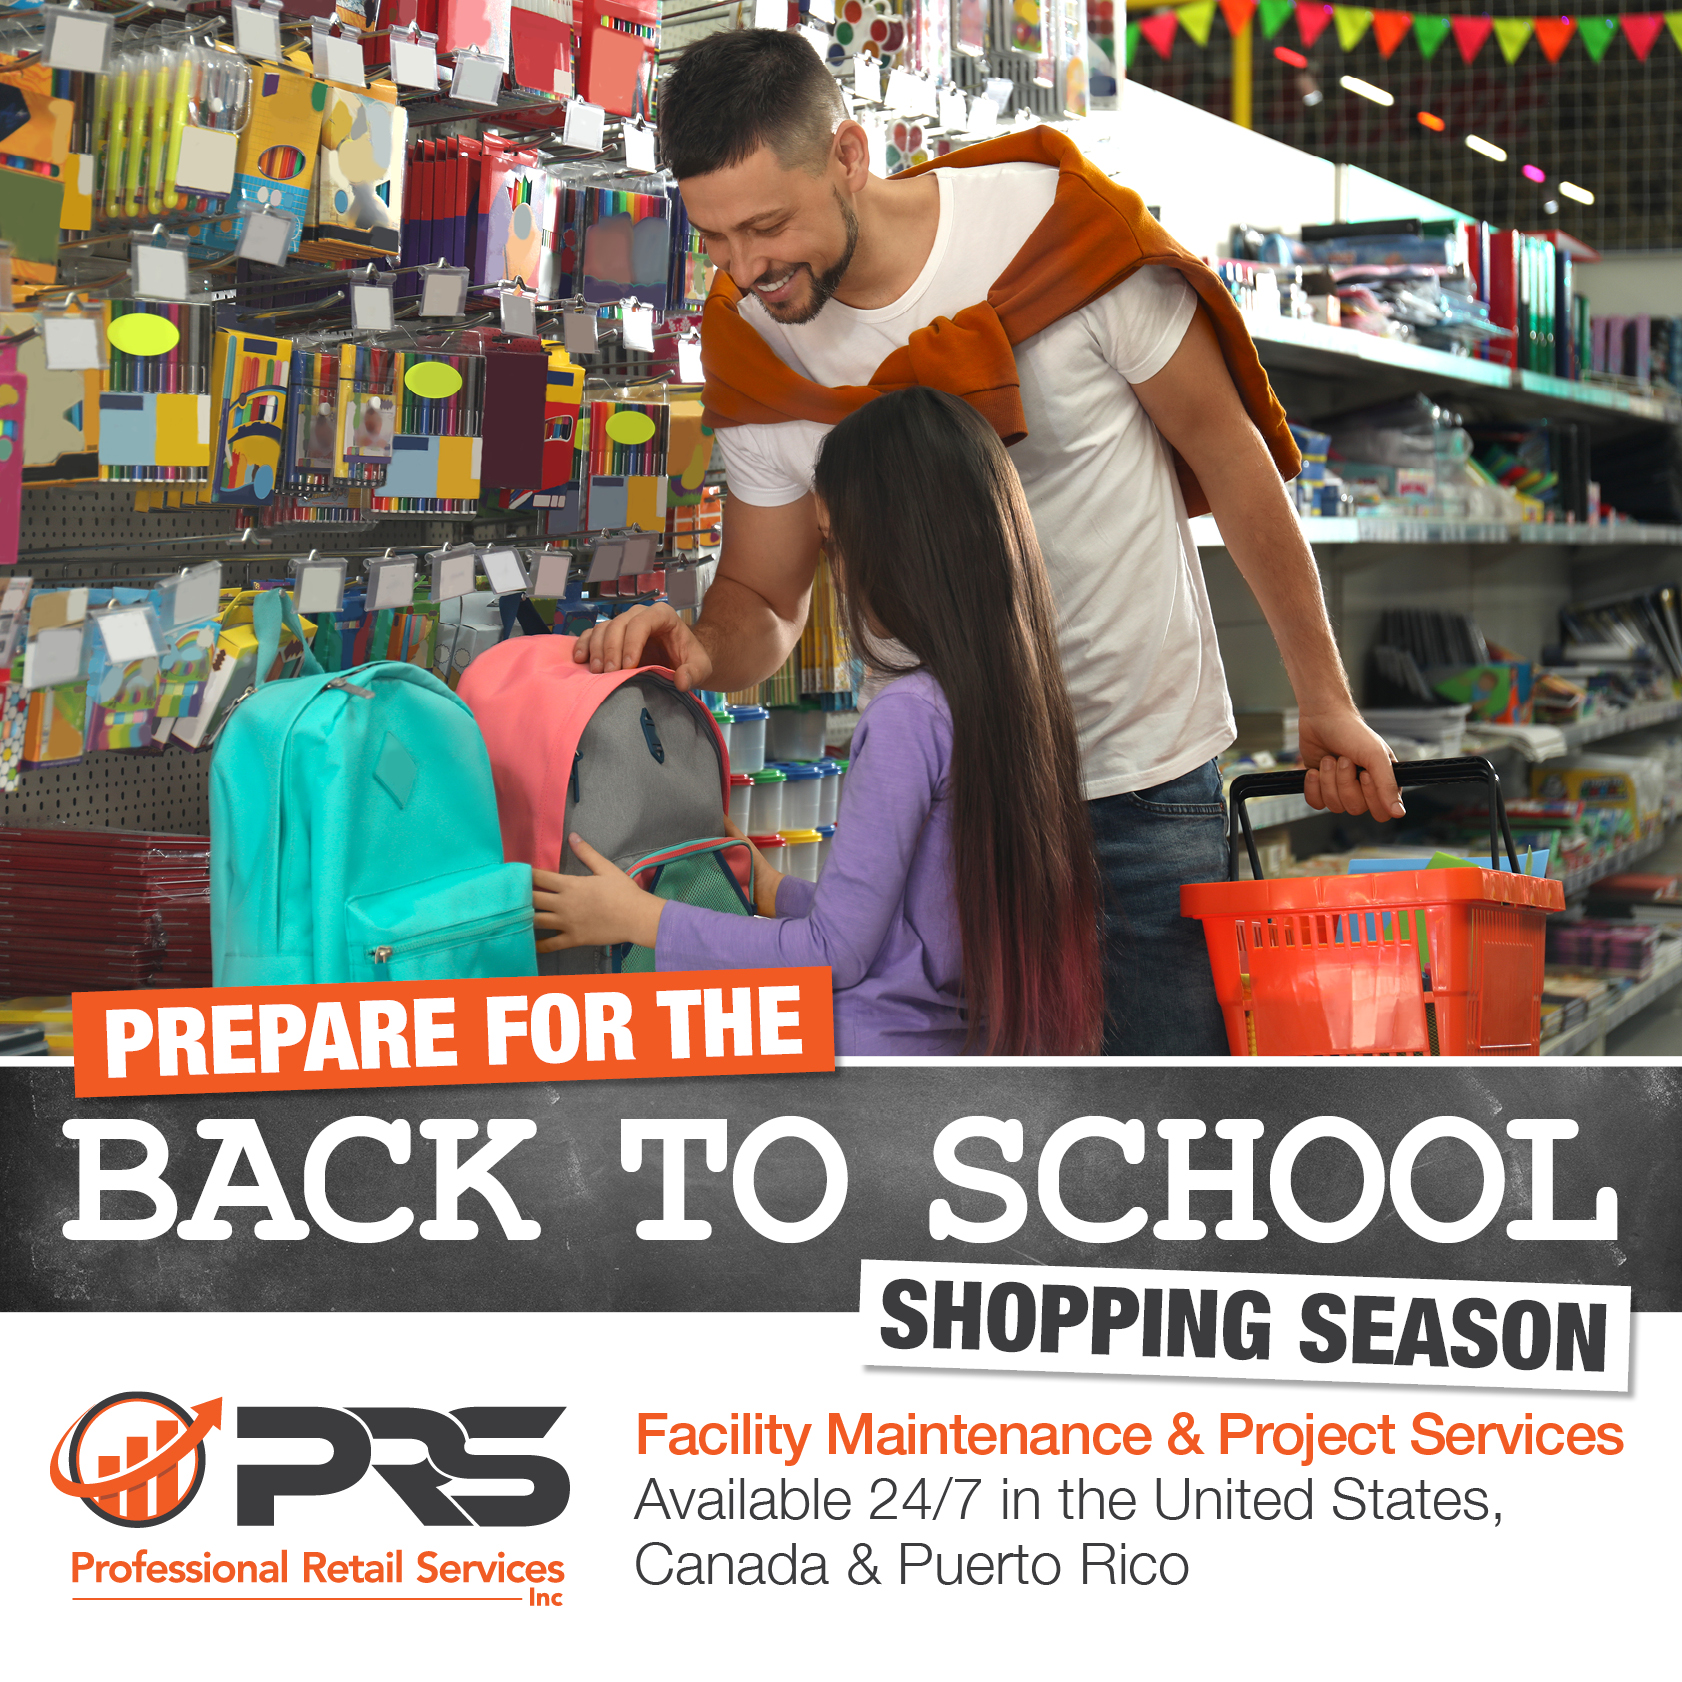 PREPARE FOR THE
BACK TO SCHOOL
SHOPPING SEASON
PRS
Professional Retail Services
Inc
Facility Maintenance & Project Services
Available 24/7 in the United States,
Canada & Puerto Rico